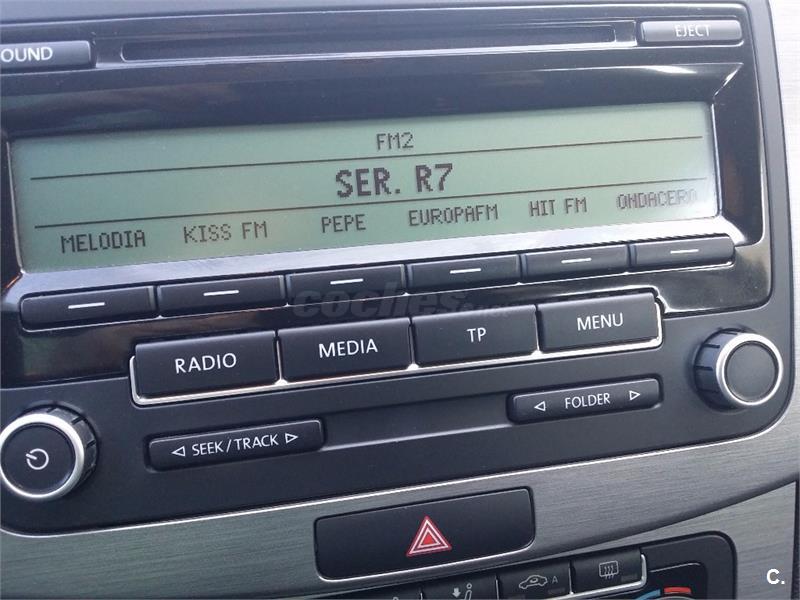 OUND
EJECT
FM2
SER. R7
MELODIA KISS FM PEPE EUROPAFM HIT FM ONDACERO
coches
RADIO MEDIA TP MENU
SEEK/TRACK FOLDER
A
C.